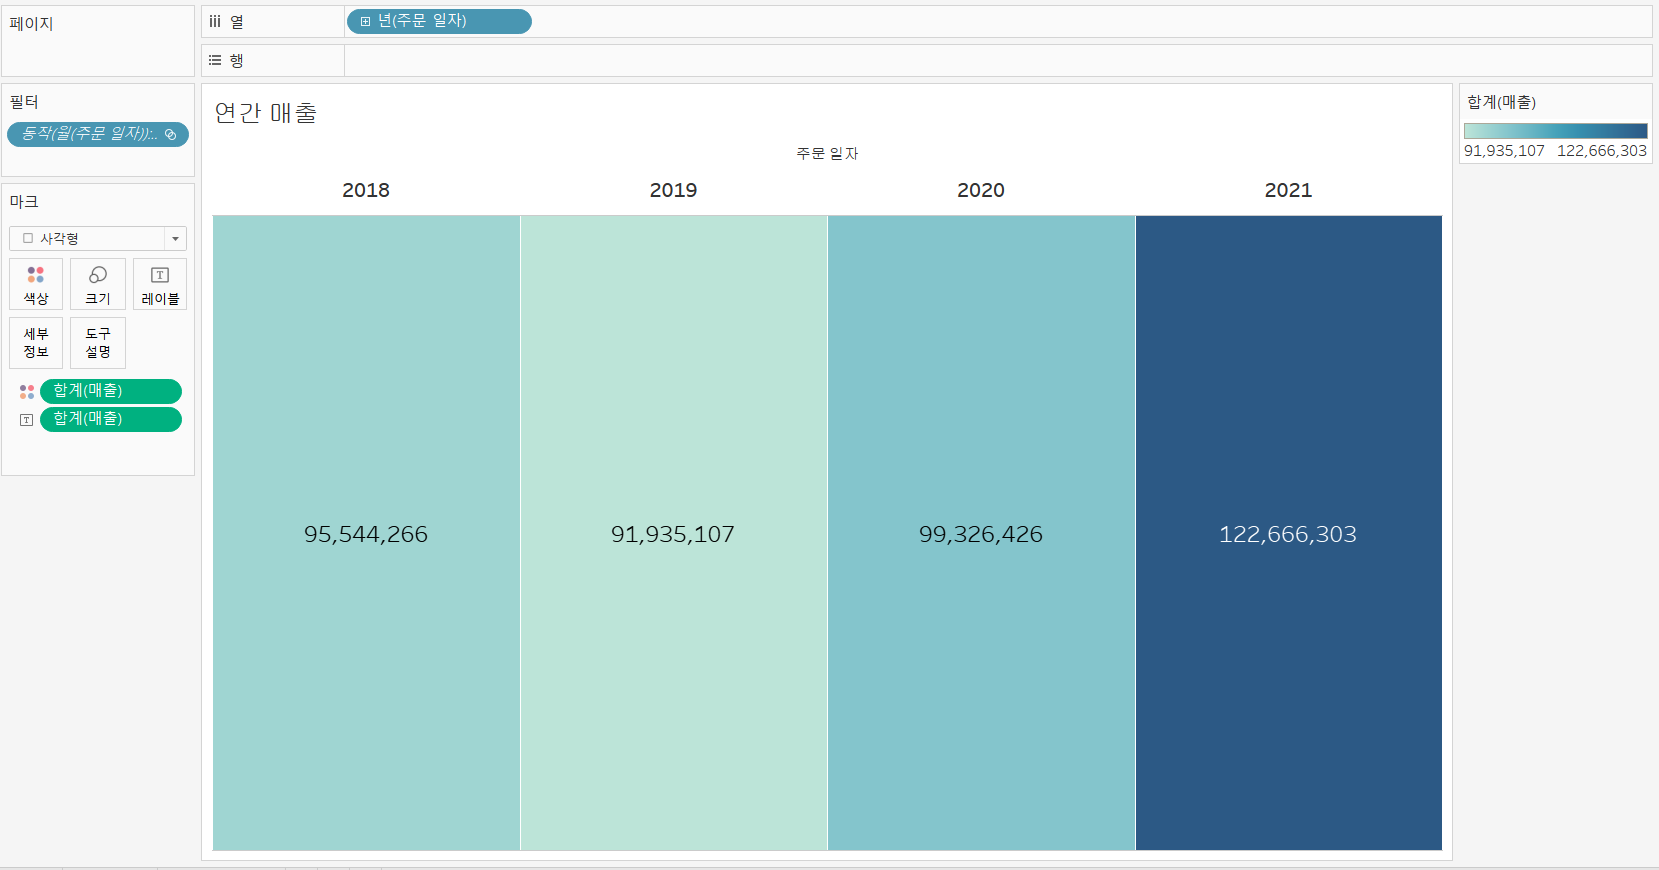 페이지
열
년(주문 일자)
행
필터
동작(월(주문 일자)):..
마크
사각형
색상
크기
레이블
세부
정보
도구
설명
합계(매출)
합계(매출)
연간 매출
주문 일자
2018 2019 2020 2021
95,544,266 91,935,107 99,326,426 122,666,303
합계(매출)
91,935,107 122,666,303